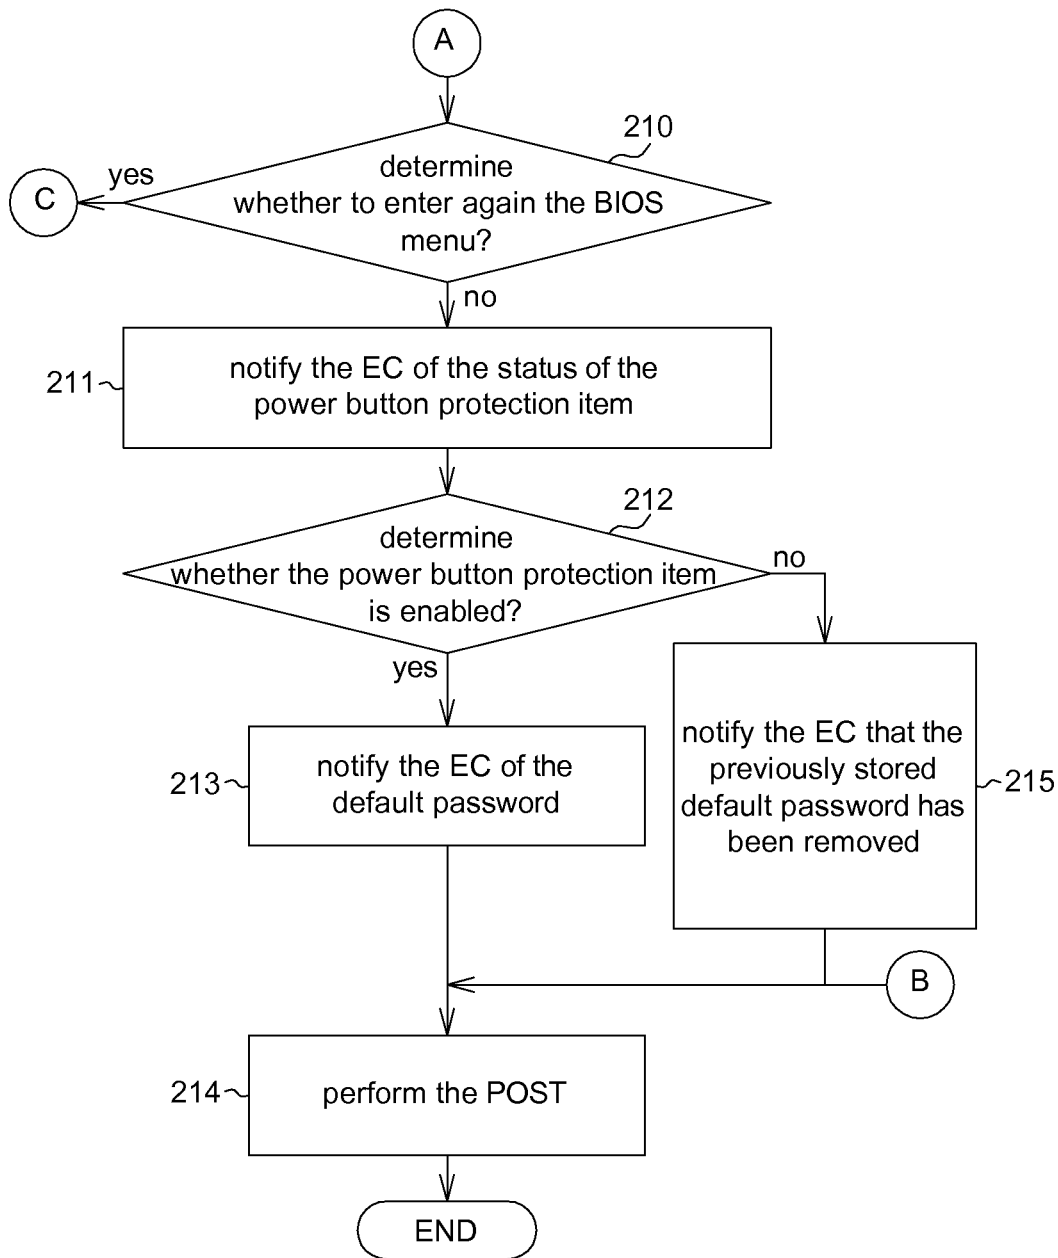 A
210
determine
whether to enter again the BIOS
menu?
yes
C
no
211
notify the EC of the status of the
power button protection item
212
determine
whether the power button protection item
is enabled?
no
yes
213
notify the EC of the
default password
notify the EC that the
previously stored
default password has
been removed
215
B
214
perform the POST
END